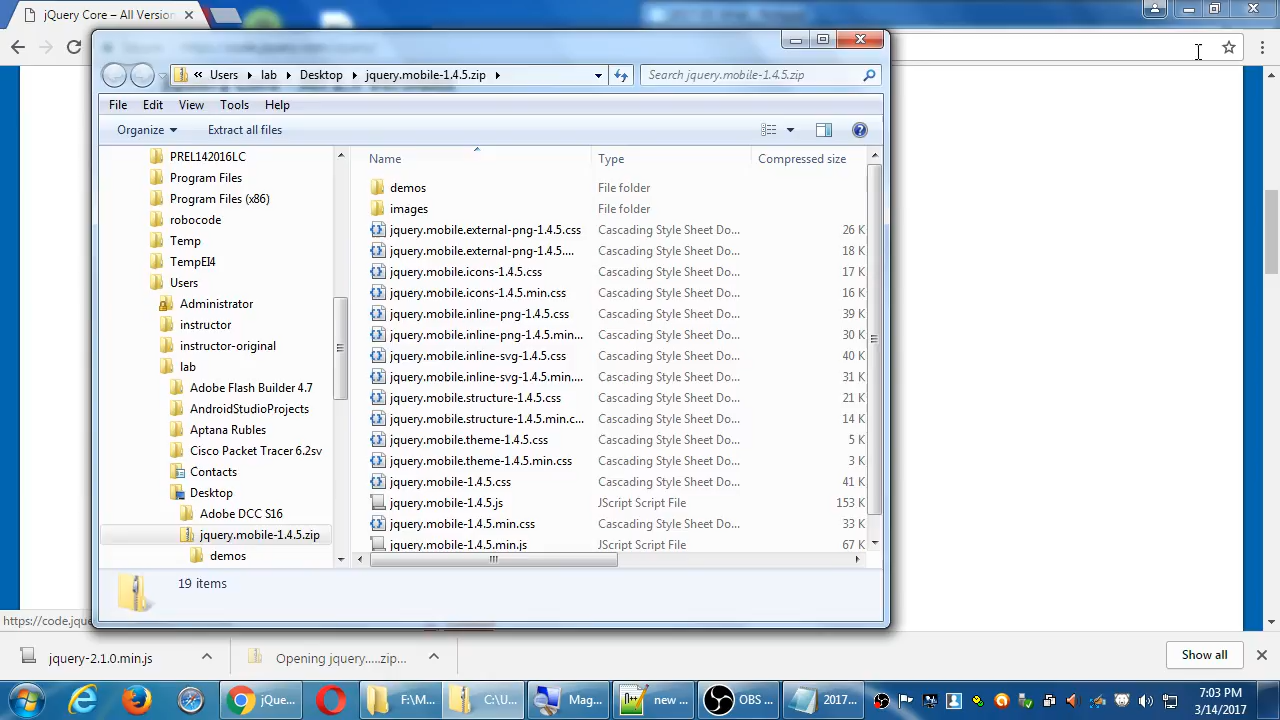 jQuery Core – All Version
« Users ▸ lab ▸ Desktop ▸ jquery.mobile-1.4.5.zip ▸
Search jquery.mobile-1.4.5.zip
File Edit View Tools Help
Organize Extract all files
Name Type Compressed size
PREL142016LC
Program Files
Program Files (x86)
robocode
Temp
TempEI4
Users
Administrator
instructor
instructor-original
lab
Adobe Flash Builder 4.7
AndroidStudioProjects
Aptana Rubles
Cisco Packet Tracer 6.2sv
Contacts
Desktop
Adobe DCC S16
jquery.mobile-1.4.5.zip
demos
demos File folder
images File folder
jquery.mobile.external-png-1.4.5.css Cascading Style Sheet Do... 26 K
jquery.mobile.external-png-1.4.5.... Cascading Style Sheet Do... 18 K
jquery.mobile.icons-1.4.5.css Cascading Style Sheet Do... 17 K
jquery.mobile.icons-1.4.5.min.css Cascading Style Sheet Do... 16 K
jquery.mobile.inline-png-1.4.5.css Cascading Style Sheet Do... 39 K
jquery.mobile.inline-png-1.4.5.min... Cascading Style Sheet Do... 30 K
jquery.mobile.inline-svg-1.4.5.css Cascading Style Sheet Do... 40 K
jquery.mobile.inline-svg-1.4.5.min.... Cascading Style Sheet Do... 31 K
jquery.mobile.structure-1.4.5.css Cascading Style Sheet Do... 21 K
jquery.mobile.structure-1.4.5.min.c... Cascading Style Sheet Do... 14 K
jquery.mobile.theme-1.4.5.css Cascading Style Sheet Do... 5 K
jquery.mobile.theme-1.4.5.min.css Cascading Style Sheet Do... 3 K
jquery.mobile-1.4.5.css Cascading Style Sheet Do... 41 K
jquery.mobile-1.4.5.js JScript Script File 153 K
jquery.mobile-1.4.5.min.css Cascading Style Sheet Do... 33 K
jquery.mobile-1.4.5.min.js JScript Script File 67 K
19 items
https://code.jque
jquery-2.1.0.min.js
Opening jquery.....zip...
Show all
jQue...
F:\M...
C:\U...
Mag...
new ...
OBS ...
2017...
7:03 PM
3/14/2017